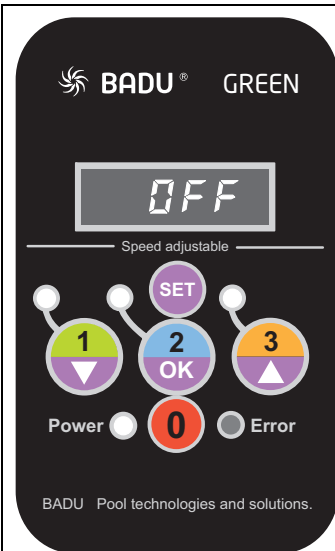 BADU ® GREEN
OFF
Speed adjustable
SET
1 2 3
OK
Power 0 Error
BADU Pool technologies and solutions.